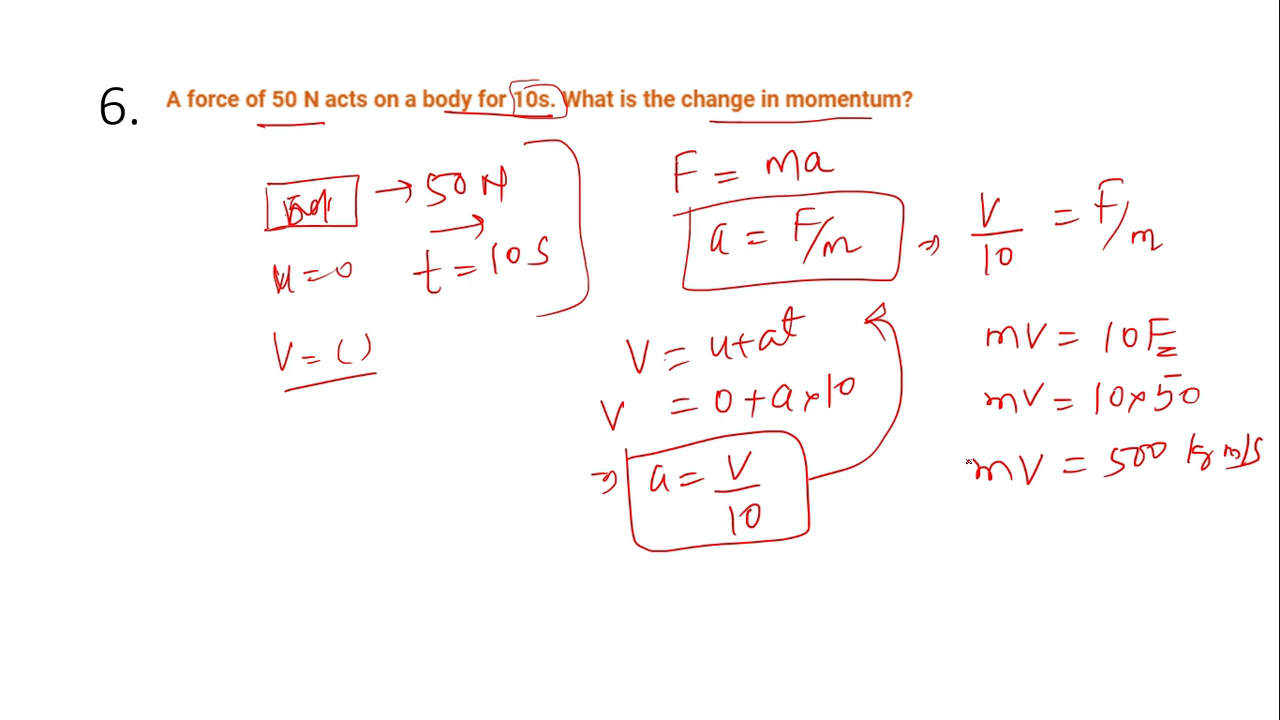 6. A force of 50 N acts on a body for 10s. What is the change in momentum?
→ 50 N
u = 0 t = 10 S
V = ( )
F = ma
a = F/m ⇒ V/10 = F/m
V = u + at
V = 0 + a × 10
⇒ a = V/10
mV = 10F
mV = 10 × 50
mV = 500 kg m/s